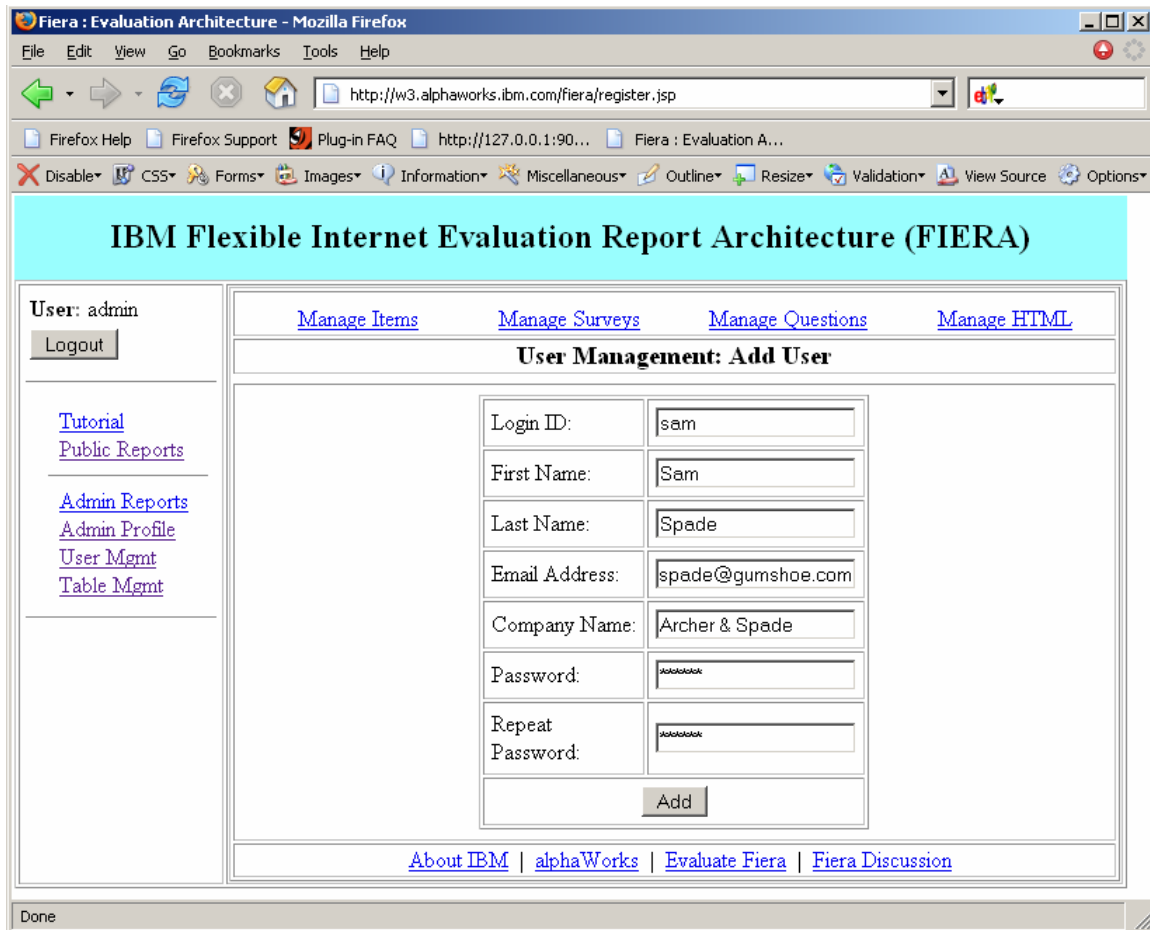 Fiera : Evaluation Architecture - Mozilla Firefox
File Edit View Go Bookmarks Tools Help
http://w3.alphaworks.ibm.com/fiera/register.jsp
Firefox Help Firefox Support Plug-in FAQ http://127.0.0.1:90... Fiera : Evaluation A...
Disable CSS Forms Images Information Miscellaneous Outline Resize Validation View Source Options
IBM Flexible Internet Evaluation Report Architecture (FIERA)
User: admin
Logout
Tutorial
Public Reports
Admin Reports
Admin Profile
User Mgmt
Table Mgmt
Manage Items Manage Surveys Manage Questions Manage HTML
User Management: Add User
Login ID: sam
First Name: Sam
Last Name: Spade
Email Address: spade@gumshoe.com
Company Name: Archer & Spade
Password: *******
Repeat
Password: *******
Add
About IBM | alphaWorks | Evaluate Fiera | Fiera Discussion
Done